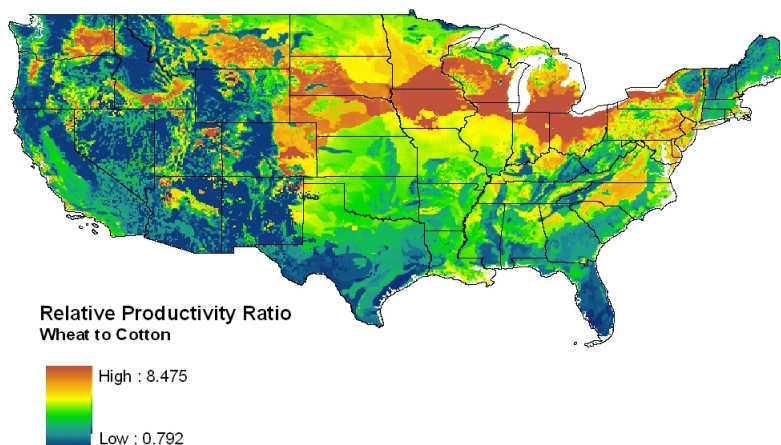 Relative Productivity Ratio
Wheat to Cotton
High : 8.475
Low : 0.792